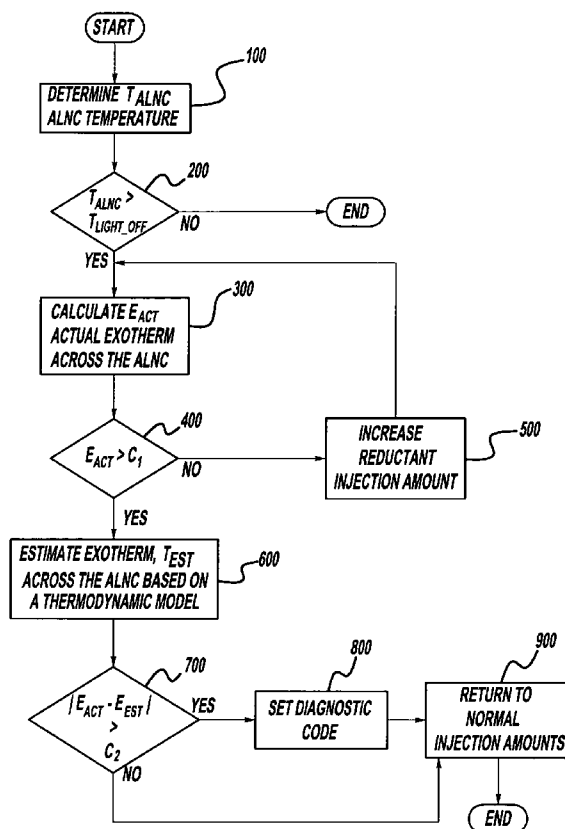 START
100
DETERMINE T ALNC
ALNC TEMPERATURE
200
T ALNC >
T LIGHT_OFF
NO
END
YES
300
CALCULATE E ACT
ACTUAL EXOTHERM
ACROSS THE ALNC
400
E ACT > C 1
NO
500
INCREASE
REDUCTANT
INJECTION AMOUNT
YES
ESTIMATE EXOTHERM, T EST
ACROSS THE ALNC BASED ON
A THERMODYNAMIC MODEL
600
700
| E ACT - E EST |
>
C 2
YES
NO
800
SET DIAGNOSTIC
CODE
900
RETURN TO
NORMAL
INJECTION AMOUNTS
END